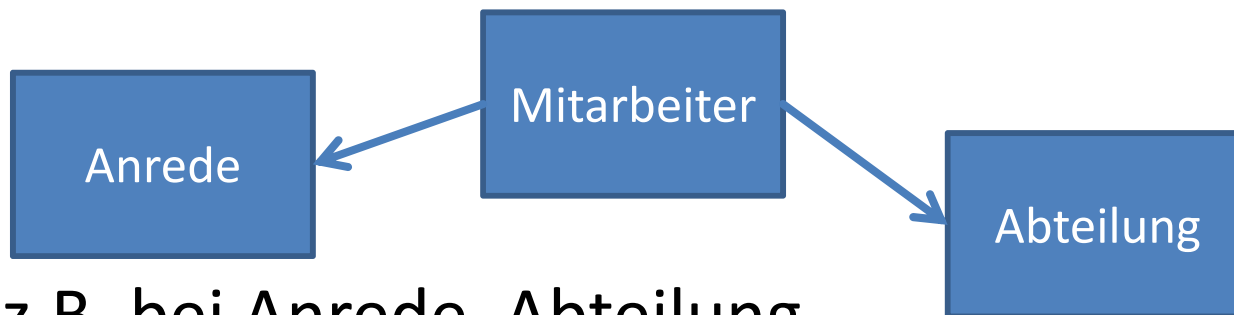 Mitarbeiter
Anrede
Abteilung
z.B. bei Anrede, Abteilung